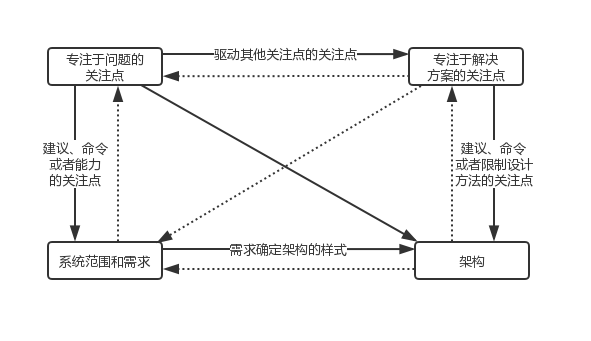 专注于问题的
关注点
驱动其他关注点的关注点
专注于解决
方案的关注点
建议、命令
或者能力
的关注点
建议、命令
或者限制设计
方法的关注点
系统范围和需求
需求确定架构的样式
架构